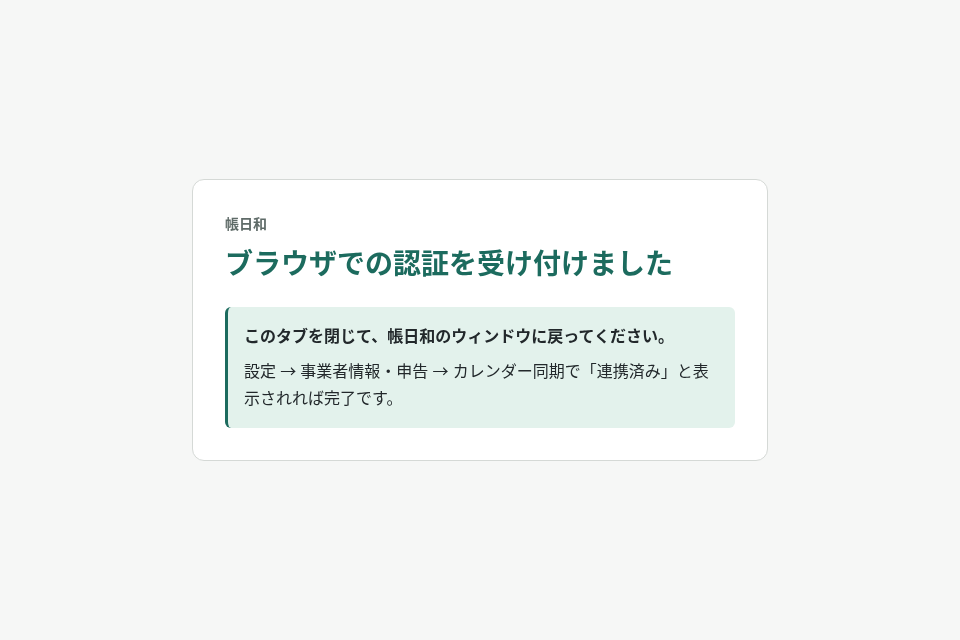 帳日和
ブラウザでの認証を受け付けました
このタブを閉じて、帳日和のウィンドウに戻ってください。
設定 → 事業者情報・申告 → カレンダー同期で「連携済み」と表
示されれば完了です。